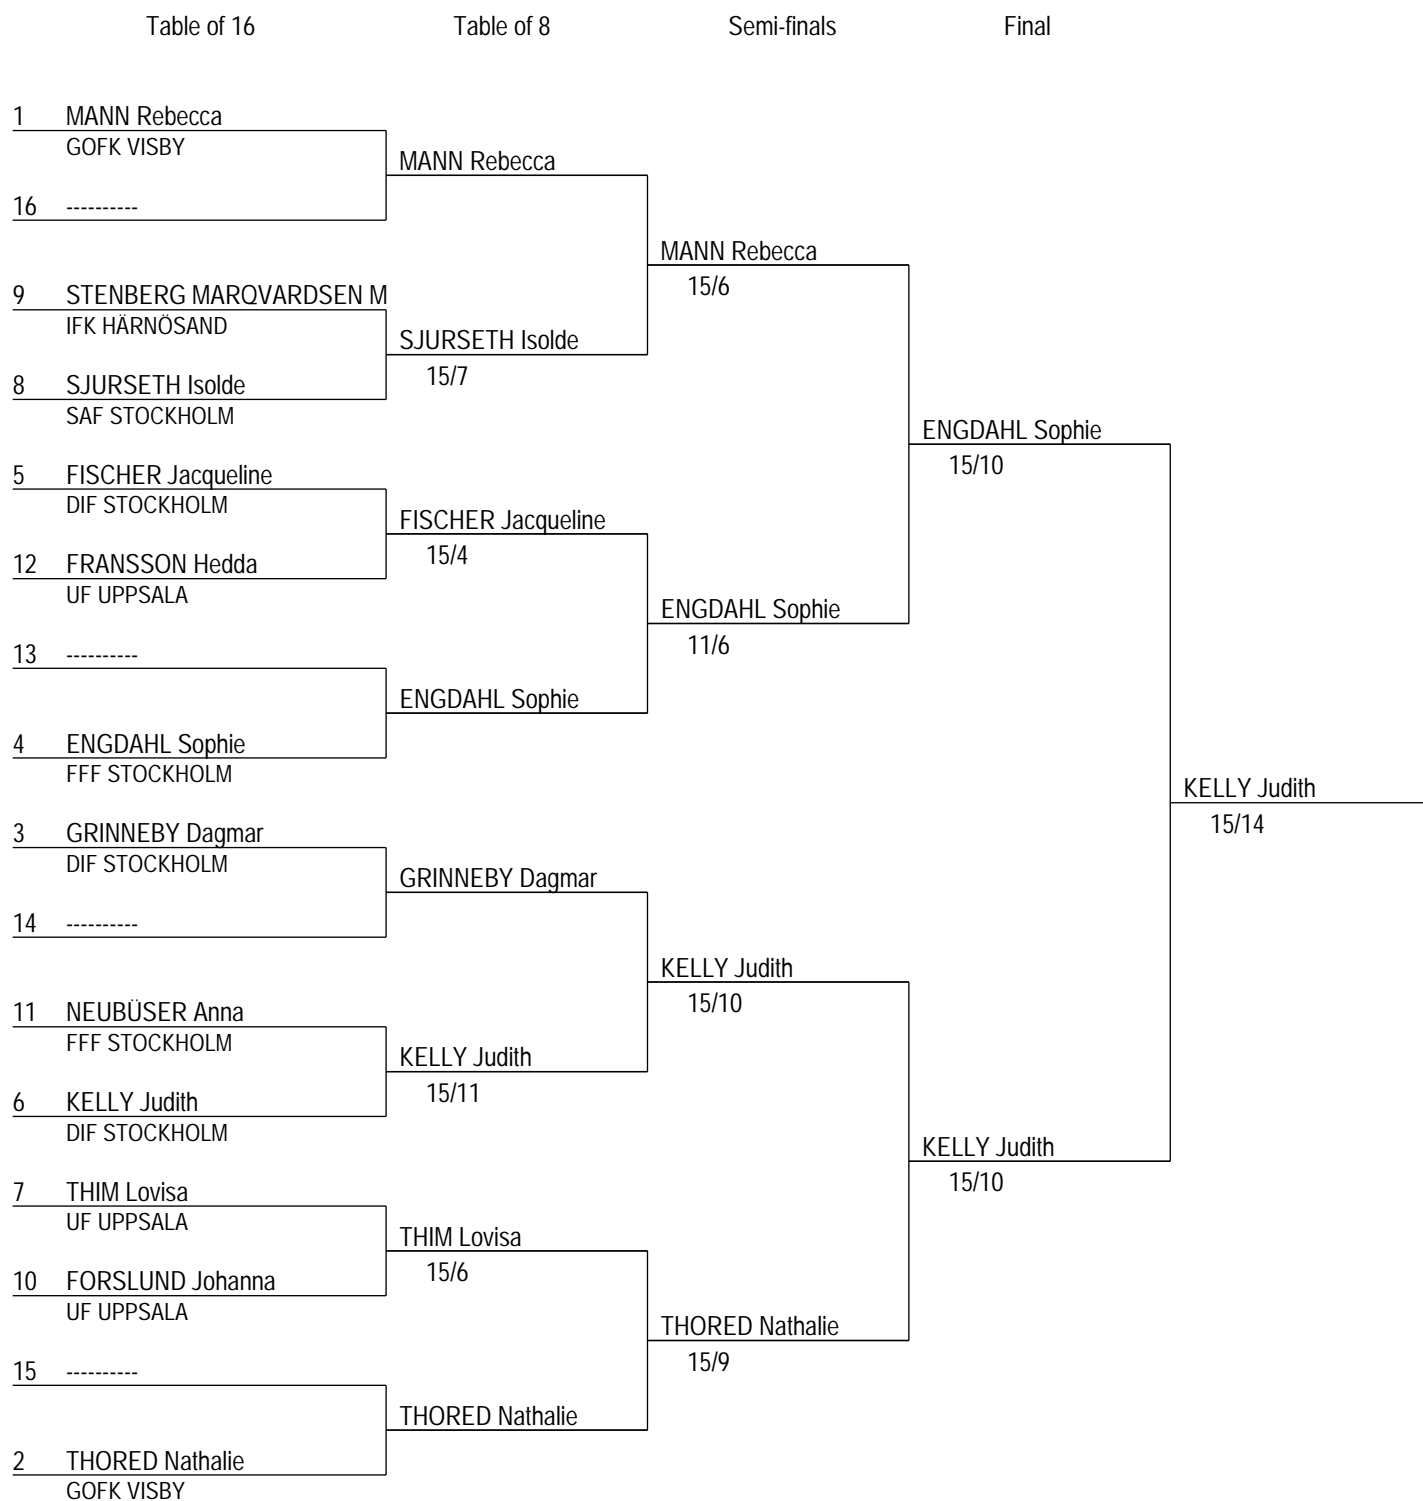 Table of 16 Table of 8 Semi-finals Final
1 MANN Rebecca
GOFK VISBY
MANN Rebecca
16 ----------
MANN Rebecca
15/6
9 STENBERG MARQVARDSEN M
IFK HÄRNÖSAND
SJURSETH Isolde
15/7
8 SJURSETH Isolde
SAF STOCKHOLM
ENGDAHL Sophie
15/10
5 FISCHER Jacqueline
DIF STOCKHOLM
FISCHER Jacqueline
15/4
12 FRANSSON Hedda
UF UPPSALA
ENGDAHL Sophie
11/6
13 ----------
ENGDAHL Sophie
4 ENGDAHL Sophie
FFF STOCKHOLM
KELLY Judith
15/14
3 GRINNEBY Dagmar
DIF STOCKHOLM
GRINNEBY Dagmar
14 ----------
KELLY Judith
15/10
11 NEUBÜSER Anna
FFF STOCKHOLM
KELLY Judith
15/11
6 KELLY Judith
DIF STOCKHOLM
KELLY Judith
15/10
7 THIM Lovisa
UF UPPSALA
THIM Lovisa
15/6
10 FORSLUND Johanna
UF UPPSALA
THORED Nathalie
15/9
15 ----------
THORED Nathalie
2 THORED Nathalie
GOFK VISBY